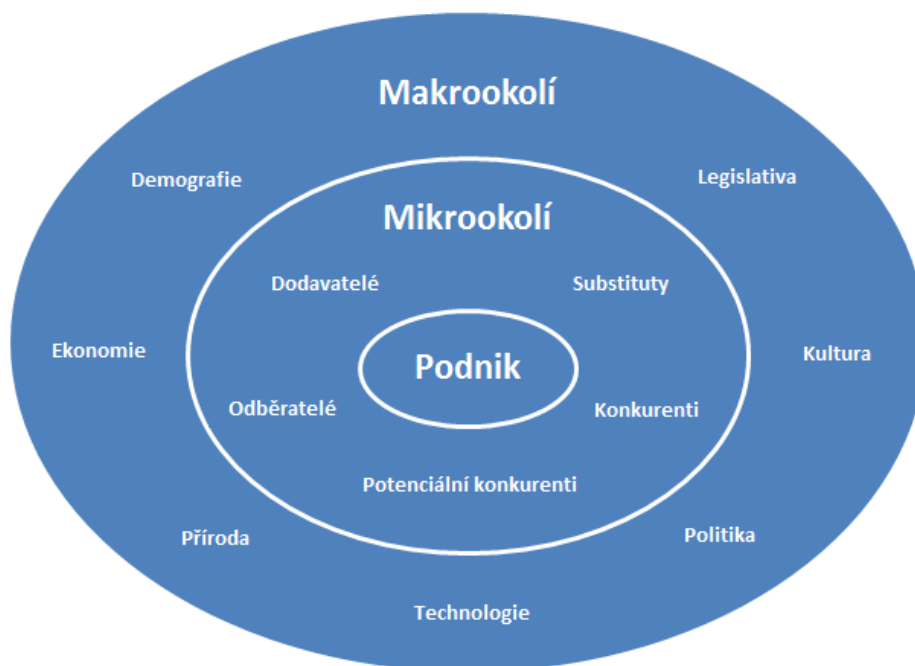 Makrookolí
Demografie
Legislativa
Mikrookolí
Dodavatelé
Substituty
Ekonomie
Podnik
Kultura
Odběratelé
Konkurenti
Potenciální konkurenti
Příroda
Politika
Technologie